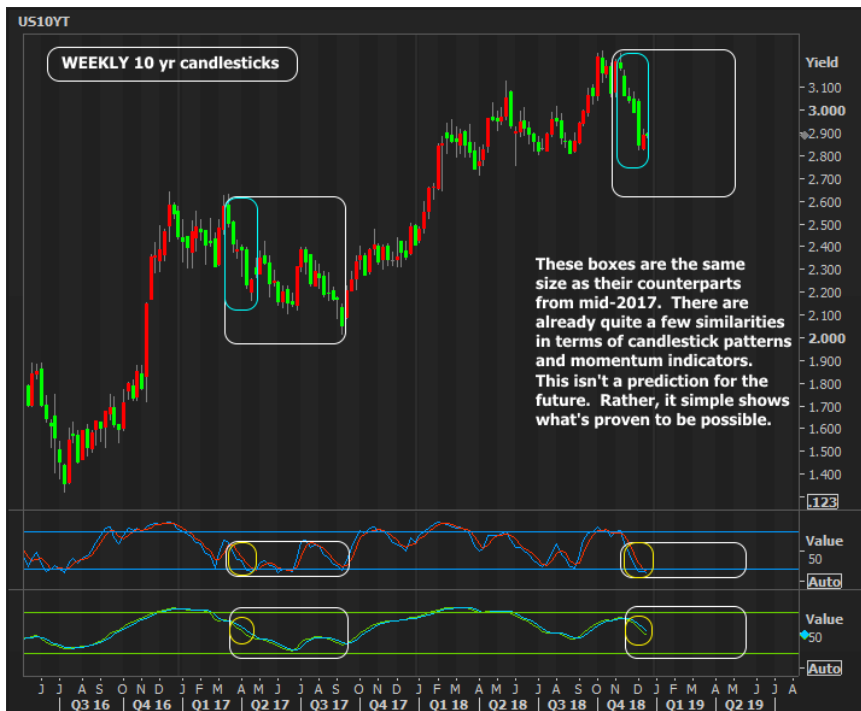 US10YT
WEEKLY 10 yr candlesticks
Yield
3.100
3.000
2.900
2.800
2.700
2.600
2.500
2.400
2.300
2.200
2.100
2.000
1.900
1.800
1.700
1.600
1.500
1.400
.123
These boxes are the same
size as their counterparts
from mid-2017.  There are
already quite a few similarities
in terms of candlestick patterns
and momentum indicators.
This isn't a prediction for the
future.  Rather, it simple shows
what's proven to be possible.
Value
50
Auto
Value
50
Auto
J J A S O N D J F M A M J J A S O N D J F M A M J J A S O N D J F M A M J J A
Q3 16 Q4 16 Q1 17 Q2 17 Q3 17 Q4 17 Q1 18 Q2 18 Q3 18 Q4 18 Q1 19 Q2 19